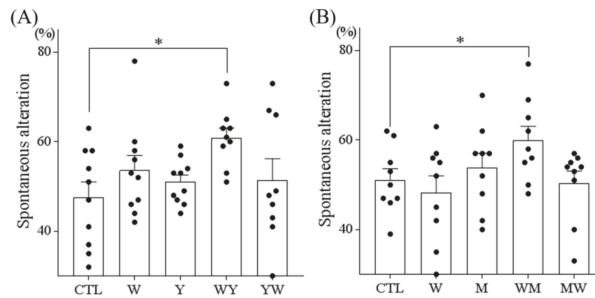 (A)
(%)
*
80
60
40
Spontaneous alteration
CTL W Y WY YW
(B)
(%)
*
80
60
40
Spontaneous alteration
CTL W M WM MW